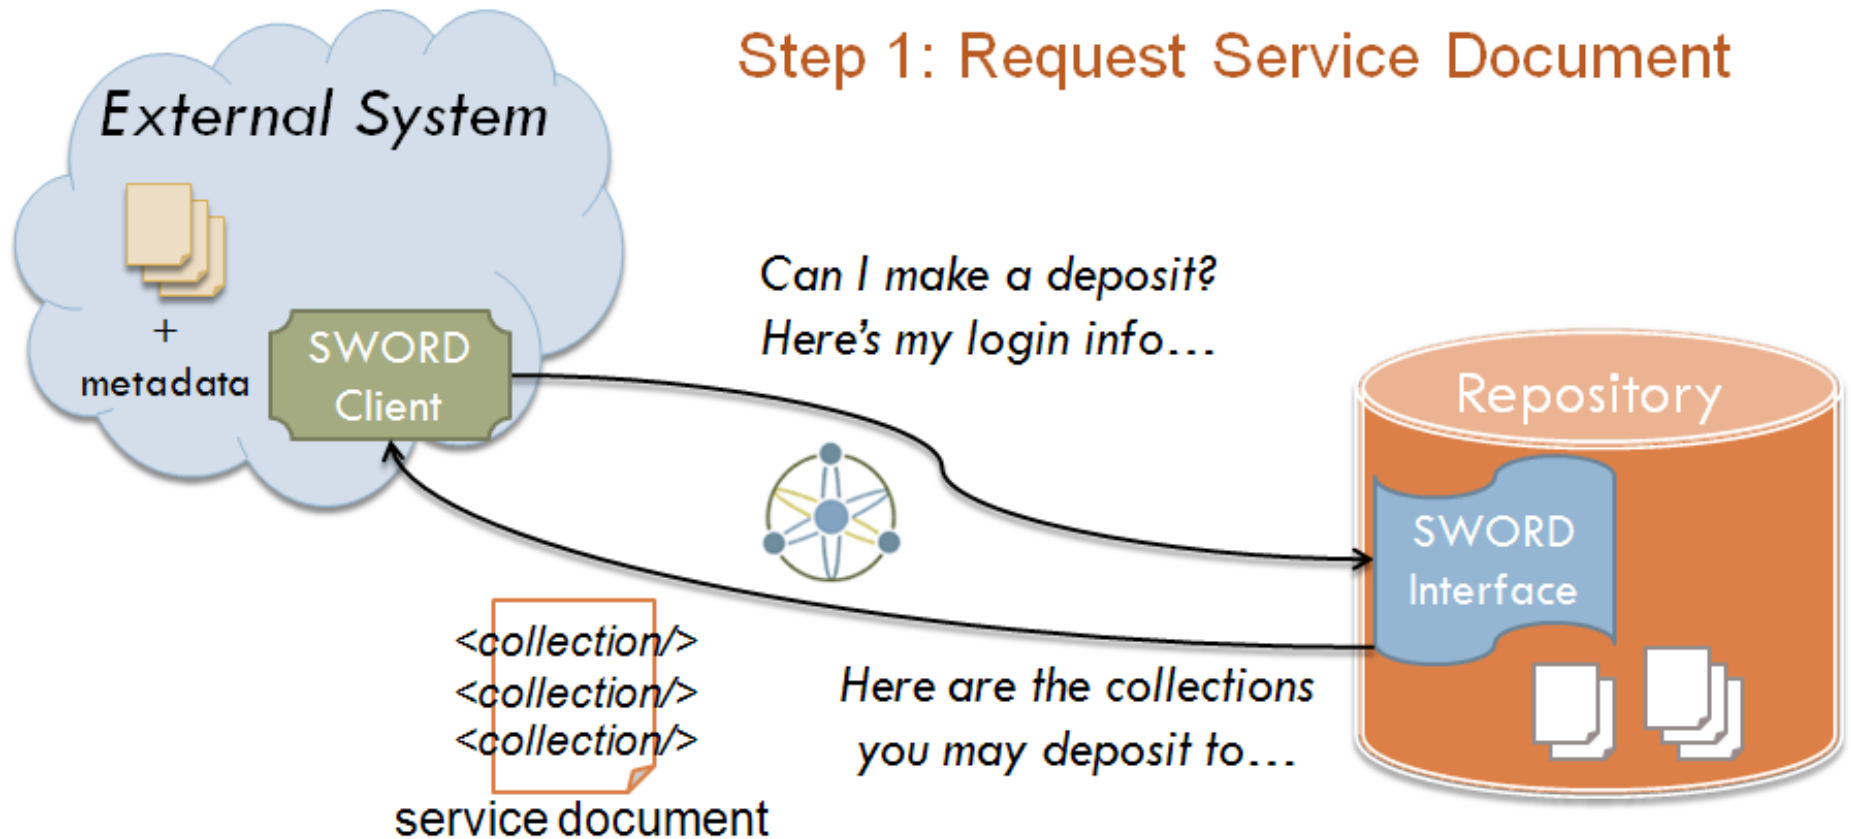 Step 1: Request Service Document
External System
+
metadata
SWORD
Client
Can I make a deposit?
Here's my login info...
Repository
SWORD
Interface
<collection/>
<collection/>
<collection/>
service document
Here are the collections
you may deposit to...